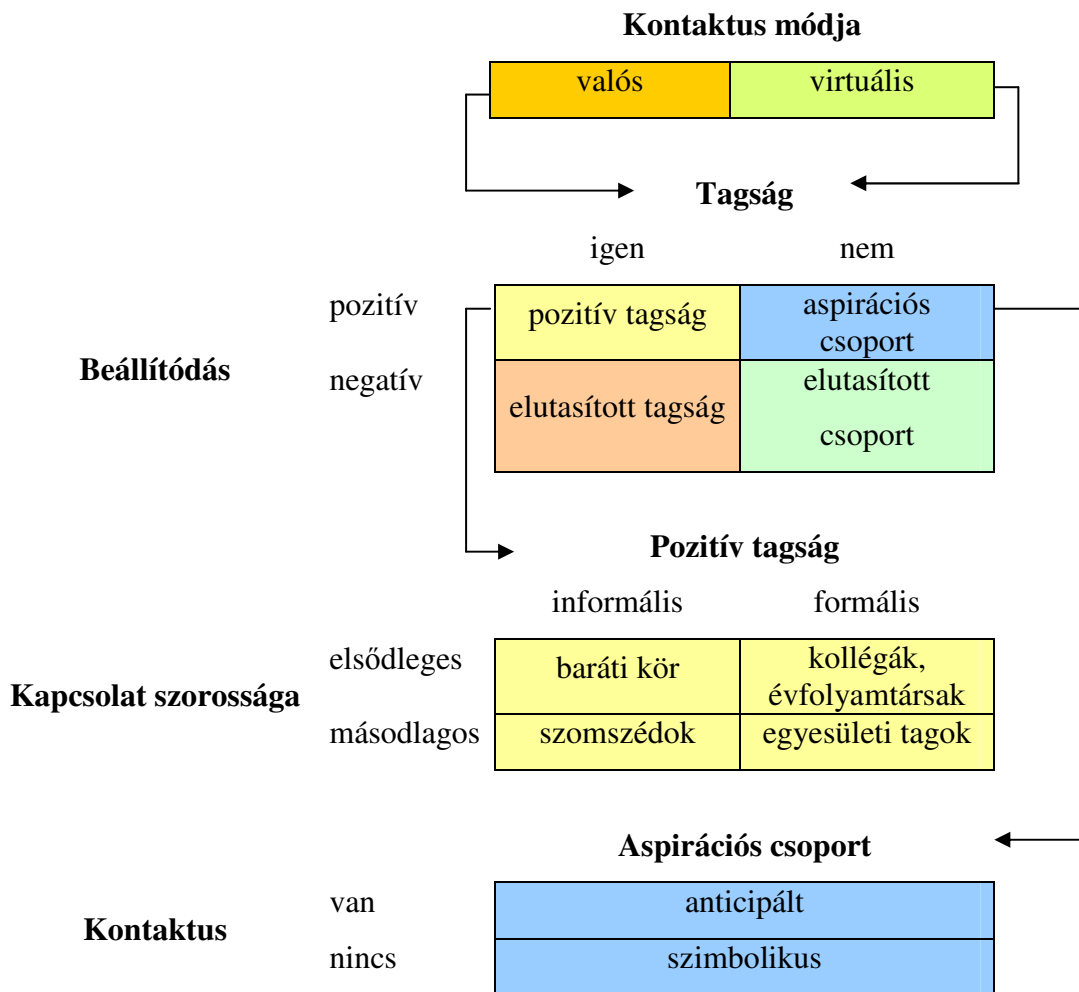 Kontaktus módja
valós virtuális
Tagság
igen nem
pozitív pozitív tagság aspirációs
csoport
Beállítódás
negatív elutasított tagság elutasított
csoport
Pozitív tagság
informális formális
elsődleges baráti kör kollégák,
évfolyamtársak
Kapcsolat szorossága
másodlagos szomszédok egyesületi tagok
Aspirációs csoport
van anticipált
Kontaktus
nincs szimbolikus